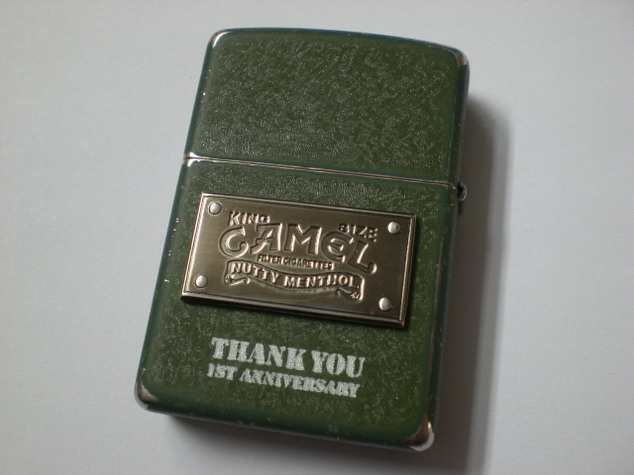 KING SIZE
CAMEL
FILTER CIGARETTES
NUTTY MENTHOL
THANK YOU
1ST ANNIVERSARY